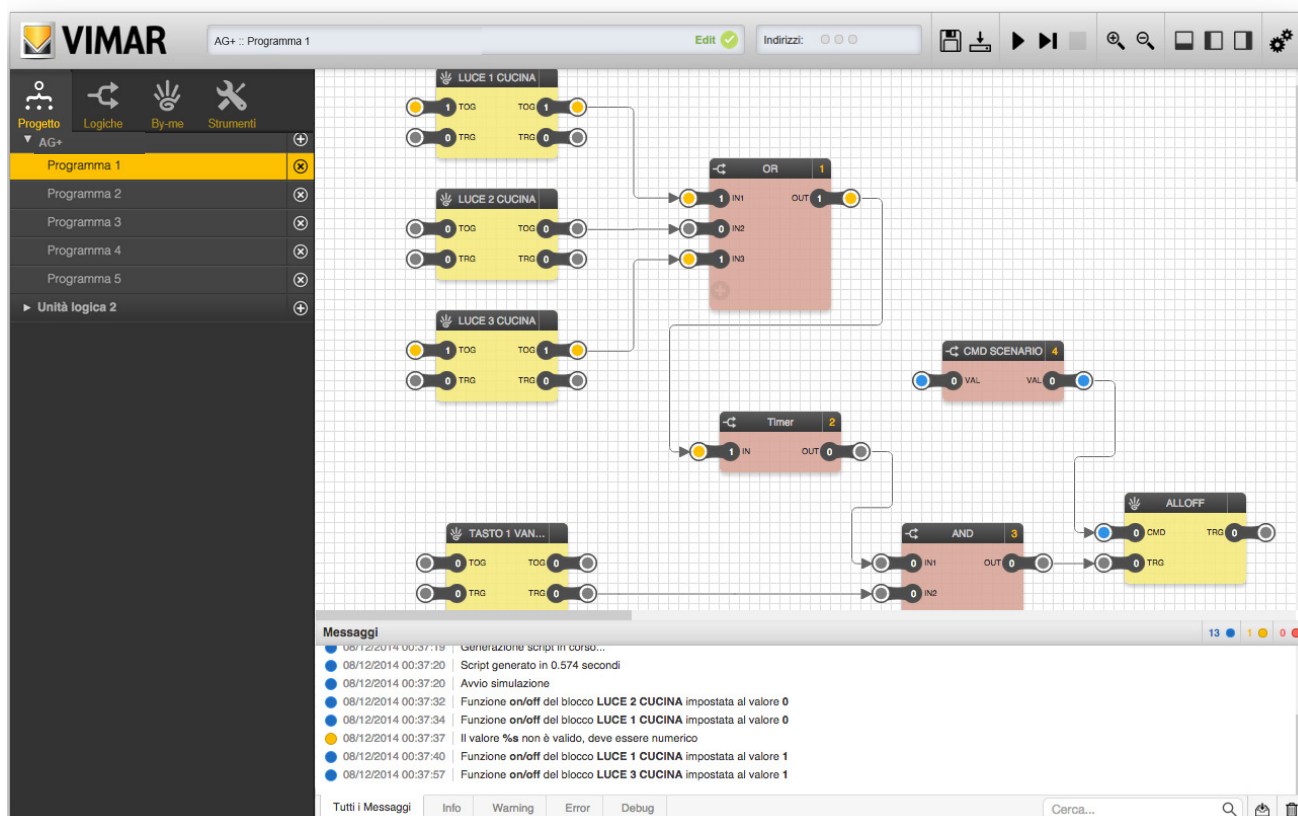 VIMAR
AG+ :: Programma 1
Edit
Indirizzi:
Progetto
Logiche
By-me
Strumenti
AG+
Programma 1
Programma 2
Programma 3
Programma 4
Programma 5
Unità logica 2
LUCE 1 CUCINA
1 TOG TOG 1
0 TRG TRG 0
LUCE 2 CUCINA
0 TOG TOG 0
0 TRG TRG 0
LUCE 3 CUCINA
1 TOG TOG 1
0 TRG TRG 0
OR 1
1 IN1 OUT 1
0 IN2
1 IN3
CMD SCENARIO 4
0 VAL VAL 0
Timer 2
1 IN OUT 0
TASTO 1 VAN...
0 TOG TOG 0
0 TRG TRG 0
AND 3
0 IN1 OUT 0
0 IN2
ALLOFF
0 CMD TRG 0
0 TRG
Messaggi
13 1 0
08/12/2014 00:37:19 Generazione script in corso...
08/12/2014 00:37:20 Script generato in 0.574 secondi
08/12/2014 00:37:20 Avvio simulazione
08/12/2014 00:37:32 Funzione on/off del blocco LUCE 2 CUCINA impostata al valore 0
08/12/2014 00:37:34 Funzione on/off del blocco LUCE 1 CUCINA impostata al valore 0
08/12/2014 00:37:37 Il valore %s non è valido, deve essere numerico
08/12/2014 00:37:40 Funzione on/off del blocco LUCE 1 CUCINA impostata al valore 1
08/12/2014 00:37:57 Funzione on/off del blocco LUCE 3 CUCINA impostata al valore 1
Tutti i Messaggi
Info
Warning
Error
Debug
Cerca...